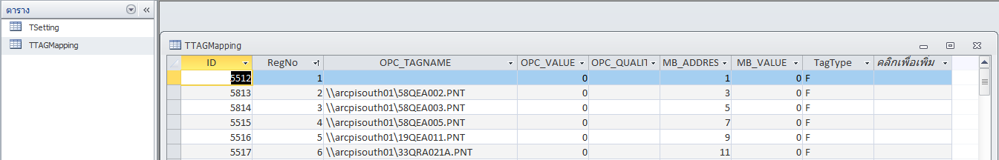 ตาราง
TSetting
TTAGMapping
TTAGMapping
ID RegNo OPC_TAGNAME OPC_VALUE OPC_QUALIT MB_ADDRES MB_VALUE TagType คลิกเพื่อเพิ่ม
5512 1 0 1 0 F
5813 2 \\arcpisouth01\58QEA002.PNT 0 3 0 F
5814 3 \\arcpisouth01\58QEA003.PNT 0 5 0 F
5515 4 \\arcpisouth01\58QEA005.PNT 0 7 0 F
5516 5 \\arcpisouth01\19QEA011.PNT 0 9 0 F
5517 6 \\arcpisouth01\33QRA021A.PNT 0 11 0 F